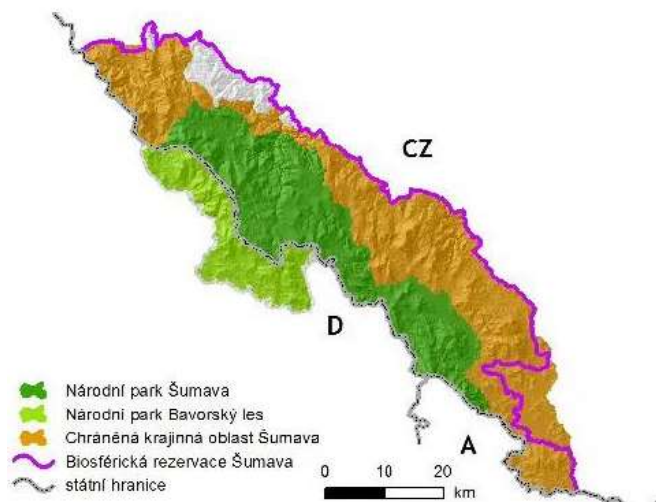 CZ
D
A
Národní park Šumava
Národní park Bavorský les
Chráněná krajinná oblast Šumava
Biosférická rezervace Šumava
státní hranice
0 10 20
km